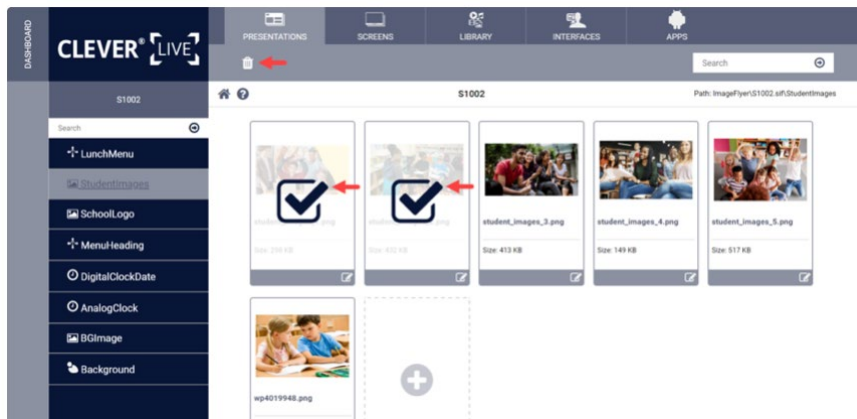 DASHBOARD
CLEVER® [LIVE]
PRESENTATIONS
SCREENS
LIBRARY
INTERFACES
APPS
Search
S1002
S1002
Path: ImageFlyer\S1002.sif\StudentImages
Search
LunchMenu
StudentImages
SchoolLogo
MenuHeading
DigitalClockDate
AnalogClock
BGImage
Background
student_images_3.png
student_images_4.png
student_images_5.png
Size: 413 KB
Size: 149 KB
Size: 517 KB
wp4019948.png